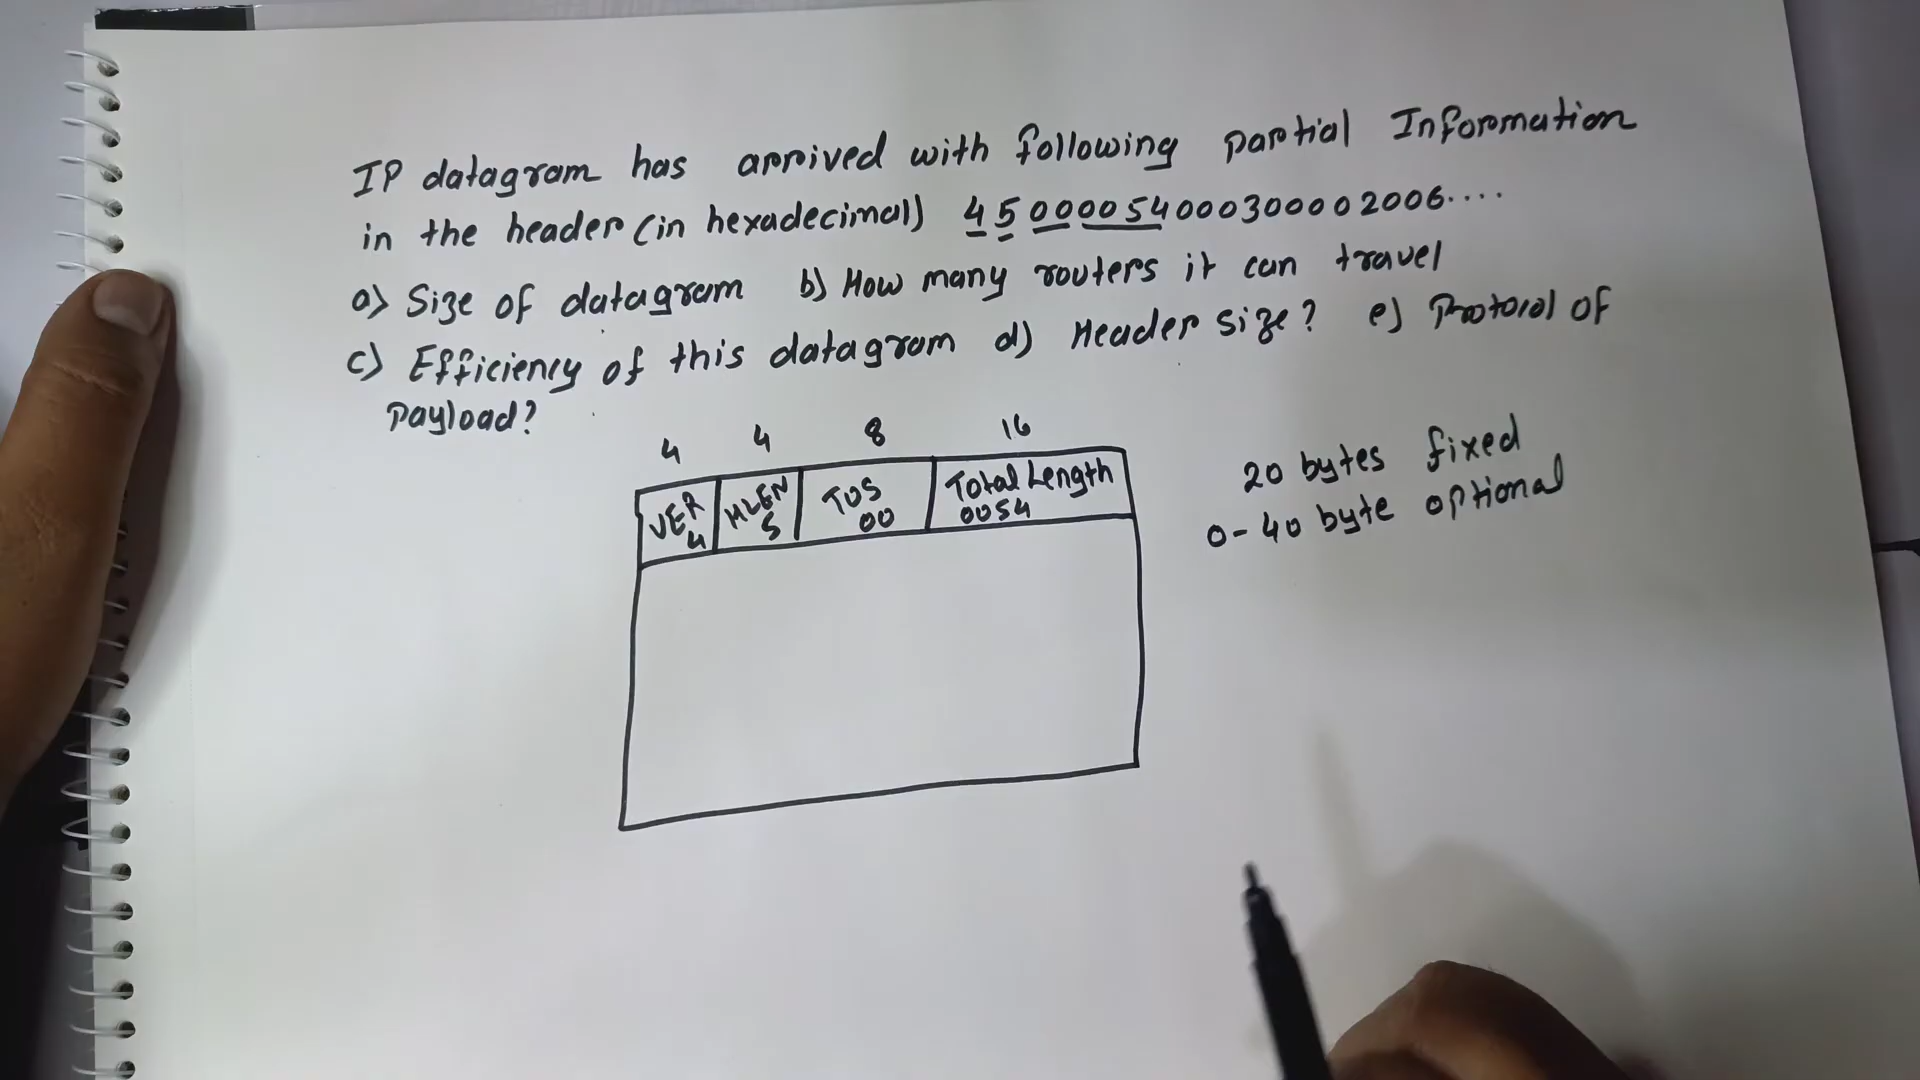 IP datagram has arrived with following partial Information
in the header (in hexadecimal) 45000054000300002006....
a) Size of datagram b) How many routers it can travel
c) Efficiency of this datagram d) Header size? e) Protocol of
Payload?
4 4 8 16
VER HLEN TOS Total Length
4 5 00 0054
20 bytes fixed
0-40 byte optional